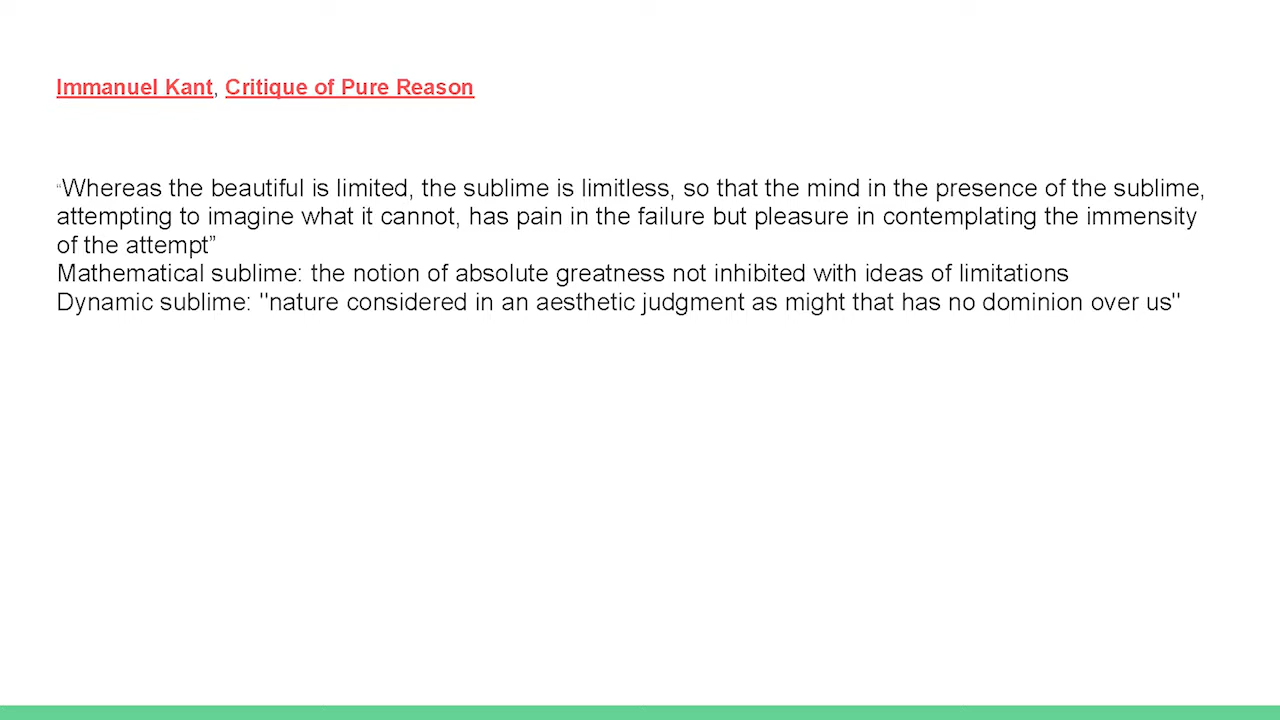 Immanuel Kant, Critique of Pure Reason
“Whereas the beautiful is limited, the sublime is limitless, so that the mind in the presence of the sublime,
attempting to imagine what it cannot, has pain in the failure but pleasure in contemplating the immensity
of the attempt”
Mathematical sublime: the notion of absolute greatness not inhibited with ideas of limitations
Dynamic sublime: "nature considered in an aesthetic judgment as might that has no dominion over us"